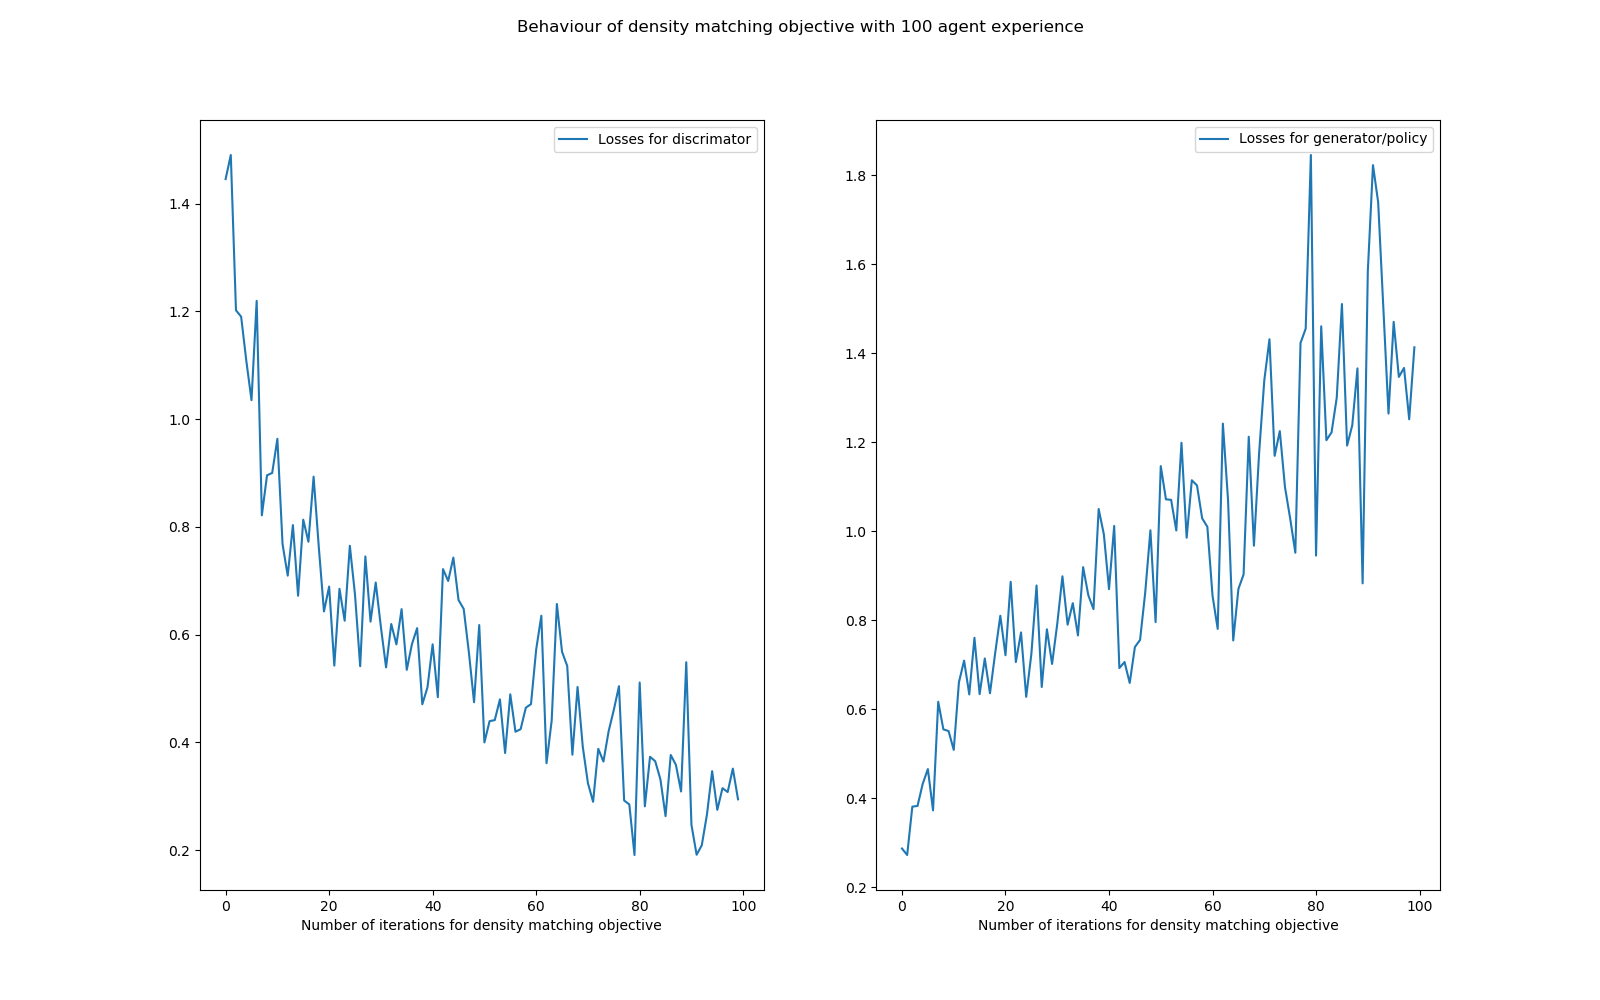 Behaviour of density matching objective with 100 agent experience
Losses for discrimator
1.4
1.2
1.0
0.8
0.6
0.4
0.2
0 20 40 60 80 100
Number of iterations for density matching objective
Losses for generator/policy
1.8
1.6
1.4
1.2
1.0
0.8
0.6
0.4
0.2
0 20 40 60 80 100
Number of iterations for density matching objective